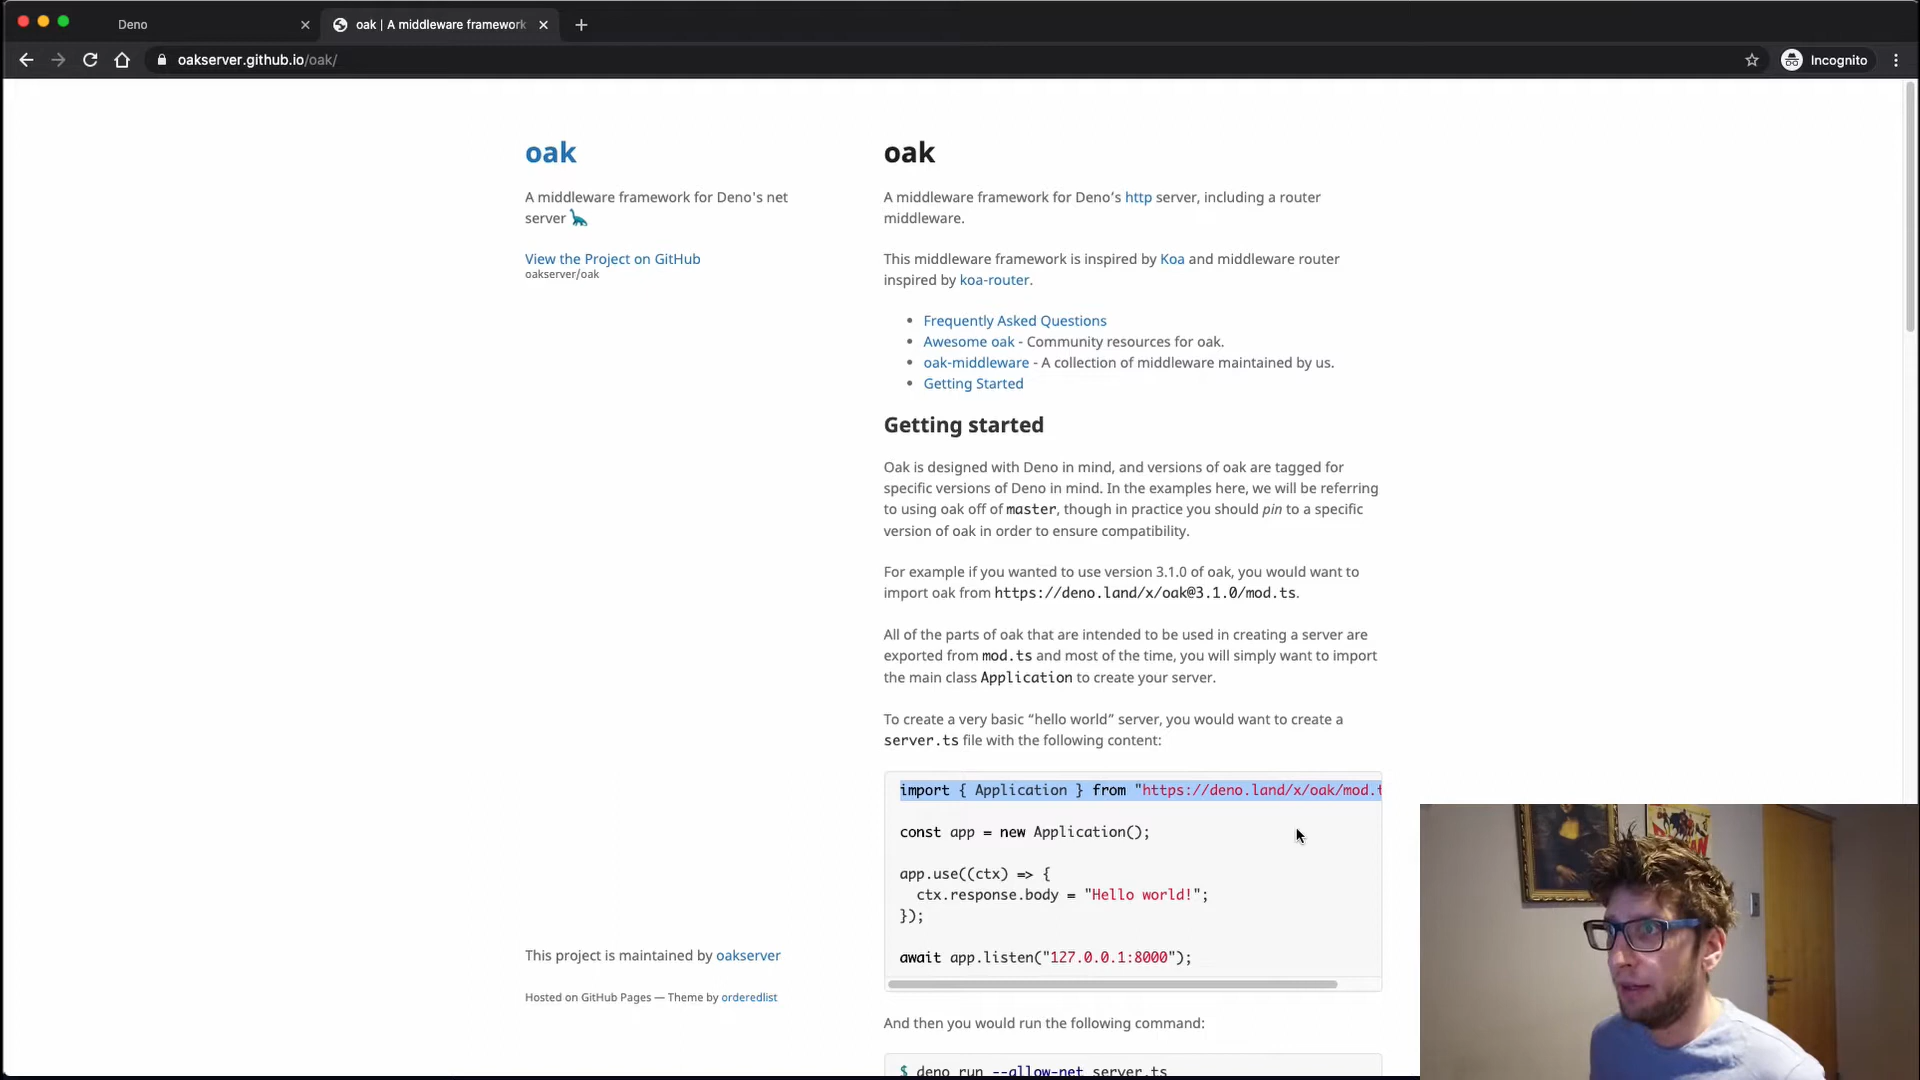 Deno
oak | A middleware framework
oakserver.github.io/oak/
Incognito
oak
A middleware framework for Deno's net
server
View the Project on GitHub
oakserver/oak
This project is maintained by oakserver
Hosted on GitHub Pages — Theme by orderedlist
oak
A middleware framework for Deno’s http server, including a router
middleware.
This middleware framework is inspired by Koa and middleware router
inspired by koa-router.
• Frequently Asked Questions
• Awesome oak - Community resources for oak.
• oak-middleware - A collection of middleware maintained by us.
• Getting Started
Getting started
Oak is designed with Deno in mind, and versions of oak are tagged for
specific versions of Deno in mind. In the examples here, we will be referring
to using oak off of master, though in practice you should pin to a specific
version of oak in order to ensure compatibility.
For example if you wanted to use version 3.1.0 of oak, you would want to
import oak from https://deno.land/x/oak@3.1.0/mod.ts.
All of the parts of oak that are intended to be used in creating a server are
exported from mod.ts and most of the time, you will simply want to import
the main class Application to create your server.
To create a very basic “hello world” server, you would want to create a
server.ts file with the following content:
import { Application } from "https://deno.land/x/oak/mod.t
const app = new Application();
app.use((ctx) => {
ctx.response.body = "Hello world!";
});
await app.listen("127.0.0.1:8000");
And then you would run the following command:
$ deno run --allow-net server.ts